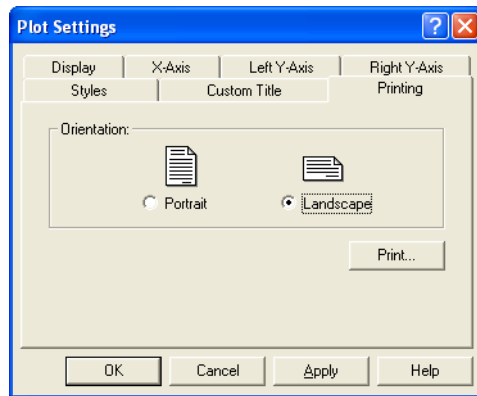 Plot Settings
Display X-Axis Left Y-Axis Right Y-Axis
Styles Custom Title Printing
Orientation:
Portrait Landscape
Print...
OK Cancel Apply Help